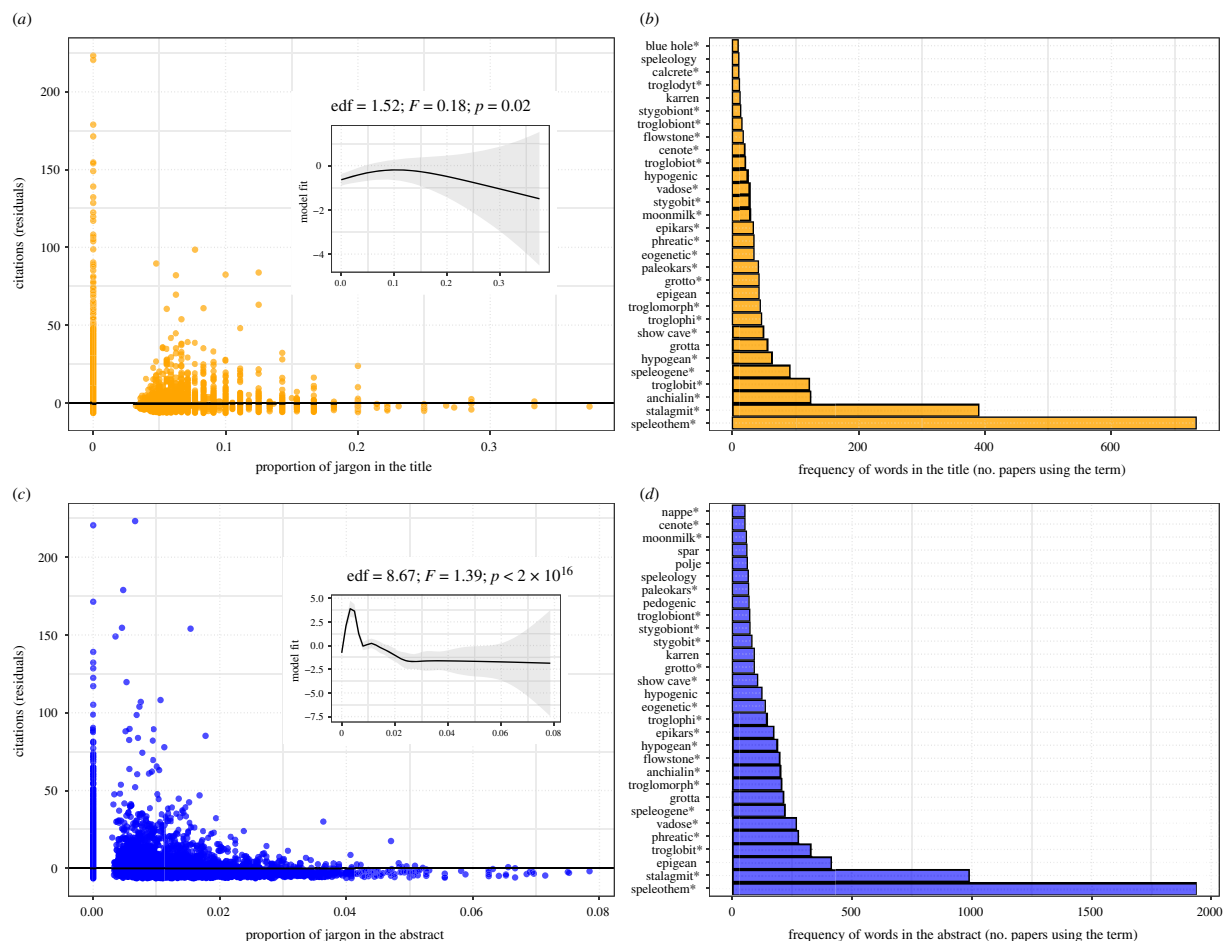 (a)
citations (residuals)
200
150
100
50
0
edf = 1.52; F = 0.18; p = 0.02
model fit
0
−2
−4
0.0
0.1
0.2
0.3
0
0.1
0.2
0.3
proportion of jargon in the title
(b)
blue hole*
speleology
calcrete*
troglodyt*
karren
stygobiont*
troglobiont*
flowstone*
cenote*
troglobiot*
hypogenic
vadose*
stygobit*
moonmilk*
epikars*
phreatic*
eogenetic*
paleokars*
grotto*
epigean
troglomorph*
troglophi*
show cave*
grotta
hypogean*
speleogene*
troglobit*
anchialin*
stalagmit*
speleothem*
0
200
400
600
frequency of words in the title (no. papers using the term)
(c)
citations (residuals)
200
150
100
50
0
edf = 8.67; F = 1.39; p < 2 × 10^16
model fit
5.0
2.5
0.0
−2.5
−5.0
−7.5
0
0.02
0.04
0.06
0.08
0.00
0.02
0.04
0.06
0.08
proportion of jargon in the abstract
(d)
nappe*
cenote*
moonmilk*
spar
polje
speleology
paleokars*
pedogenic
troglobiont*
stygobiont*
stygobit*
karren
grotto*
show cave*
hypogenic
eogenetic*
troglophi*
epikars*
hypogean*
flowstone*
anchialin*
troglomorph*
grotta
speleogene*
vadose*
phreatic*
troglobit*
epigean
stalagmit*
speleothem*
0
500
1000
1500
2000
frequency of words in the abstract (no. papers using the term)